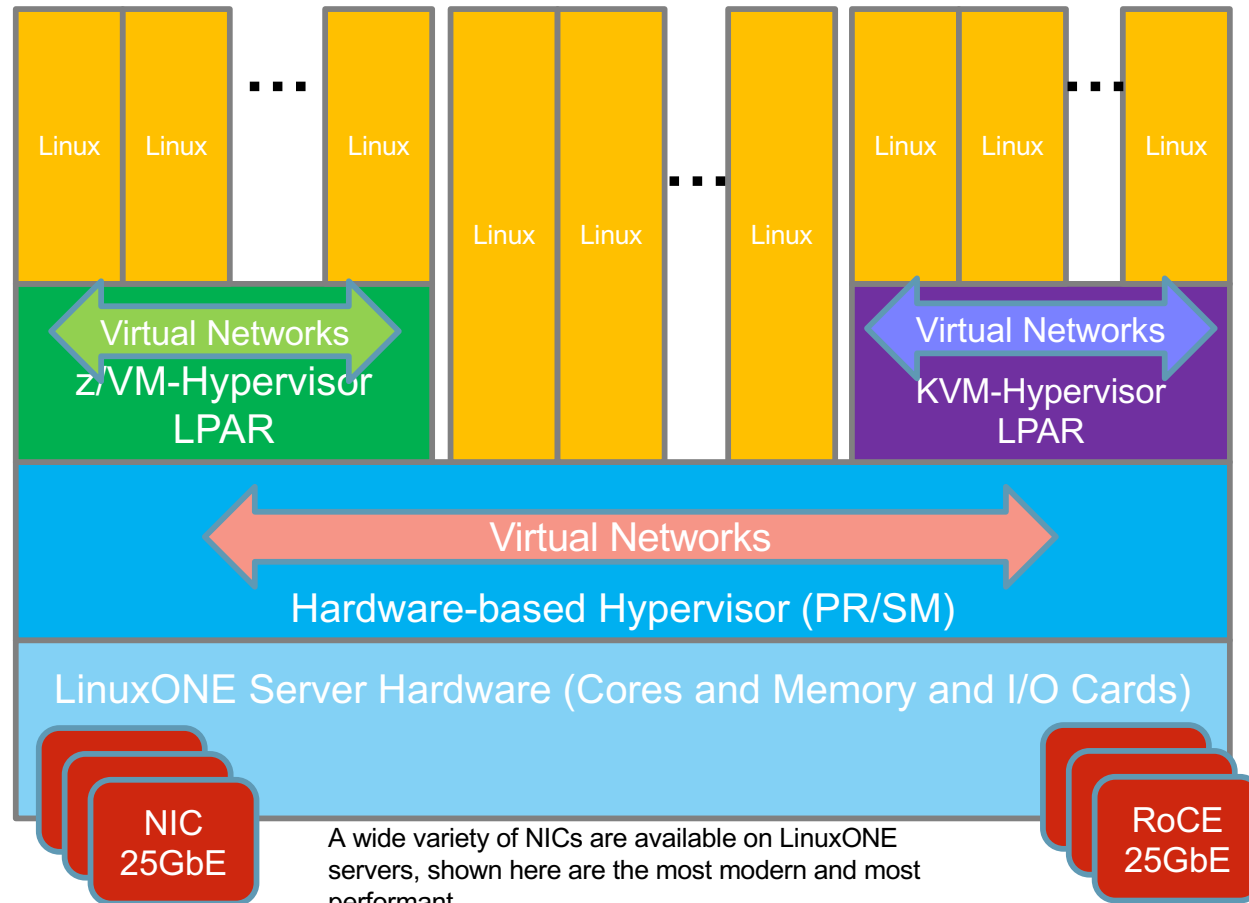 Linux
Linux
Linux
Linux
Linux
Linux
Linux
Linux
Linux
Virtual Networks
z/VM-Hypervisor
LPAR
Virtual Networks
KVM-Hypervisor
LPAR
Virtual Networks
Hardware-based Hypervisor (PR/SM)
LinuxONE Server Hardware (Cores and Memory and I/O Cards)
NIC
25GbE
A wide variety of NICs are available on LinuxONE
servers, shown here are the most modern and most
performant
RoCE
25GbE